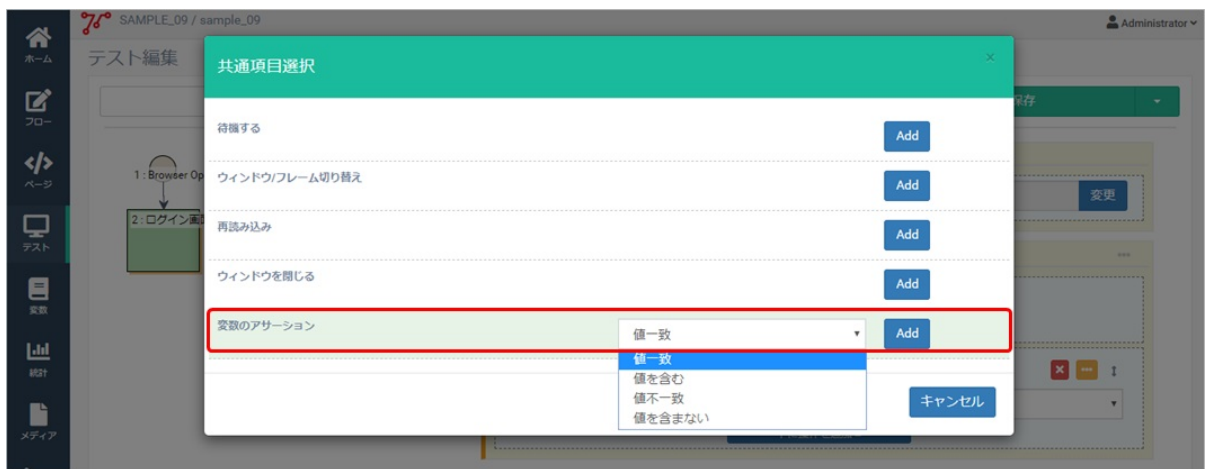 SAMPLE_09 / sample_09
Administrator
ホーム
テスト編集
共通項目選択
×
フロー
保存
待機する
Add
ページ
1 : Browser Op
ウィンドウ/フレーム切り替え
Add
変更
2 : ログイン画
テスト
再読み込み
Add
ウィンドウを閉じる
Add
変数
変数のアサーション
値一致
Add
統計
値一致
値を含む
値不一致
値を含まない
キャンセル
メディア